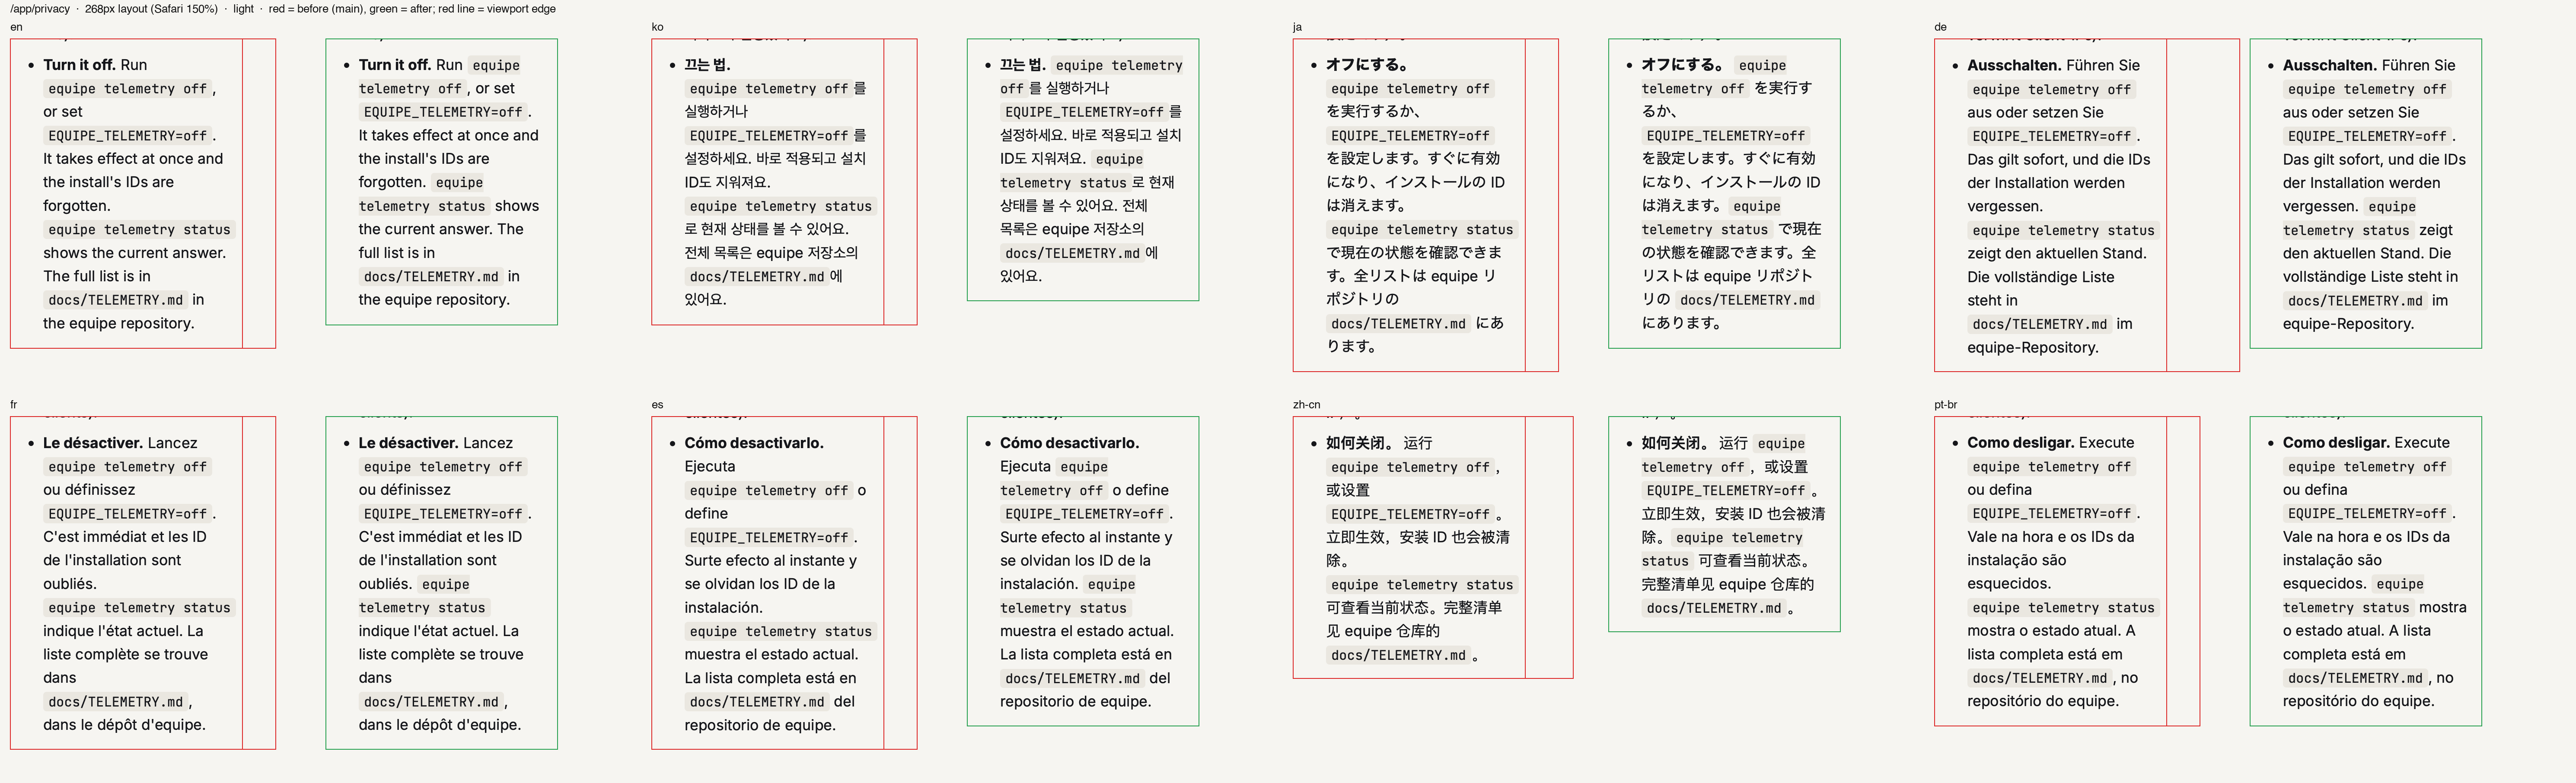 /app/privacy · 268px layout (Safari 150%) · light · red = before (main), green = after; red line = viewport edge
en
• Turn it off. Run
equipe telemetry off,
or set
EQUIPE_TELEMETRY=off.
It takes effect at once and
the install's IDs are
forgotten.
equipe telemetry status
shows the current answer.
The full list is in
docs/TELEMETRY.md in
the equipe repository.
• Turn it off. Run equipe
telemetry off, or set
EQUIPE_TELEMETRY=off.
It takes effect at once and
the install's IDs are
forgotten. equipe
telemetry status shows
the current answer. The
full list is in
docs/TELEMETRY.md in
the equipe repository.
ko
• 끄는 법.
equipe telemetry off를
실행하거나
EQUIPE_TELEMETRY=off를
설정하세요. 바로 적용되고 설치
ID도 지워져요.
equipe telemetry status
로 현재 상태를 볼 수 있어요.
전체 목록은 equipe 저장소의
docs/TELEMETRY.md에
있어요.
• 끄는 법. equipe telemetry
off를 실행하거나
EQUIPE_TELEMETRY=off를
설정하세요. 바로 적용되고 설치
ID도 지워져요. equipe
telemetry status로 현재
상태를 볼 수 있어요. 전체
목록은 equipe 저장소의
docs/TELEMETRY.md에
있어요.
ja
• オフにする。
equipe telemetry off
を実行するか、
EQUIPE_TELEMETRY=off
を設定します。すぐに有効
になり、インストールの ID
は消えます。
equipe telemetry status
で現在の状態を確認できま
す。全リストは equipe リ
ポジトリの
docs/TELEMETRY.md にあ
ります。
• オフにする。 equipe
telemetry off を実行す
るか、
EQUIPE_TELEMETRY=off
を設定します。すぐに有効
になり、インストールの ID
は消えます。 equipe
telemetry status で現在
の状態を確認できます。全
リストは equipe リポジト
リの docs/TELEMETRY.md
にあります。
de
• Ausschalten. Führen Sie
equipe telemetry off
aus oder setzen Sie
EQUIPE_TELEMETRY=off.
Das gilt sofort, und die IDs
der Installation werden
vergessen.
equipe telemetry status
zeigt den aktuellen Stand.
Die vollständige Liste
steht in
docs/TELEMETRY.md im
equipe-Repository.
• Ausschalten. Führen Sie
equipe telemetry off
aus oder setzen Sie
EQUIPE_TELEMETRY=off.
Das gilt sofort, und die IDs
der Installation werden
vergessen. equipe
telemetry status zeigt
den aktuellen Stand. Die
vollständige Liste steht in
docs/TELEMETRY.md im
equipe-Repository.
fr
• Le désactiver. Lancez
equipe telemetry off
ou définissez
EQUIPE_TELEMETRY=off.
C'est immédiat et les ID
de l'installation sont
oubliés.
equipe telemetry status
indique l'état actuel. La
liste complète se trouve
dans
docs/TELEMETRY.md,
dans le dépôt d'equipe.
• Le désactiver. Lancez
equipe telemetry off
ou définissez
EQUIPE_TELEMETRY=off.
C'est immédiat et les ID
de l'installation sont
oubliés. equipe
telemetry status
indique l'état actuel. La
liste complète se trouve
dans
docs/TELEMETRY.md,
dans le dépôt d'equipe.
es
• Cómo desactivarlo.
Ejecuta
equipe telemetry off o
define
EQUIPE_TELEMETRY=off.
Surte efecto al instante y
se olvidan los ID de la
instalación.
equipe telemetry status
muestra el estado actual.
La lista completa está en
docs/TELEMETRY.md del
repositorio de equipe.
• Cómo desactivarlo.
Ejecuta equipe
telemetry off o define
EQUIPE_TELEMETRY=off.
Surte efecto al instante y
se olvidan los ID de la
instalación. equipe
telemetry status
muestra el estado actual.
La lista completa está en
docs/TELEMETRY.md del
repositorio de equipe.
zh-cn
• 如何关闭。 运行
equipe telemetry off，
或设置
EQUIPE_TELEMETRY=off。
立即生效，安装 ID 也会被清
除。
equipe telemetry status
可查看当前状态。完整清单
见 equipe 仓库的
docs/TELEMETRY.md。
• 如何关闭。 运行 equipe
telemetry off，或设置
EQUIPE_TELEMETRY=off。
立即生效，安装 ID 也会被清
除。equipe telemetry
status 可查看当前状态。
完整清单见 equipe 仓库的
docs/TELEMETRY.md。
pt-br
• Como desligar. Execute
equipe telemetry off
ou defina
EQUIPE_TELEMETRY=off.
Vale na hora e os IDs da
instalação são
esquecidos.
equipe telemetry status
mostra o estado atual. A
lista completa está em
docs/TELEMETRY.md, no
repositório do equipe.
• Como desligar. Execute
equipe telemetry off
ou defina
EQUIPE_TELEMETRY=off.
Vale na hora e os IDs da
instalação são
esquecidos. equipe
telemetry status mostra
o estado atual. A lista
completa está em
docs/TELEMETRY.md, no
repositório do equipe.